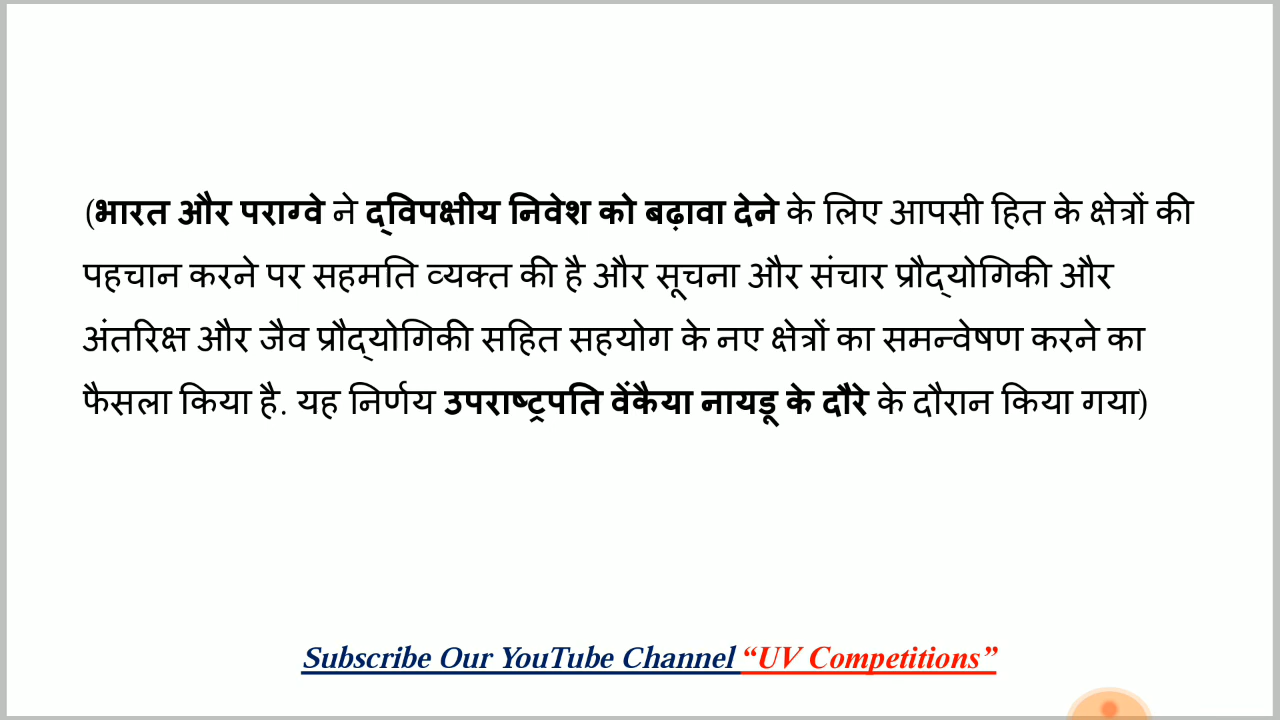 (भारत और पराग्वे ने द्विपक्षीय निवेश को बढ़ावा देने के लिए आपसी हित के क्षेत्रों की
पहचान करने पर सहमति व्यक्त की है और सूचना और संचार प्रौद्योगिकी और
अंतरिक्ष और जैव प्रौद्योगिकी सहित सहयोग के नए क्षेत्रों का समन्वेषण करने का
फैसला किया है. यह निर्णय उपराष्ट्रपति वेंकैया नायडू के दौरे के दौरान किया गया)
Subscribe Our YouTube Channel “UV Competitions”